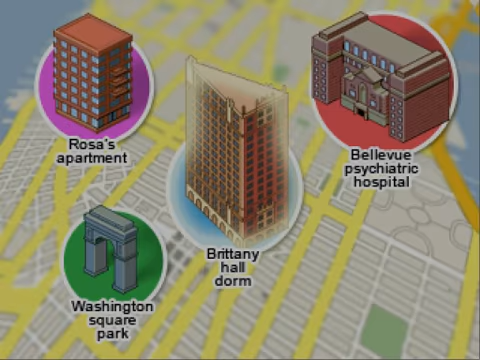 Rosa's
apartment
Bellevue
psychiatric
hospital
Brittany
hall
dorm
Washington
square
park